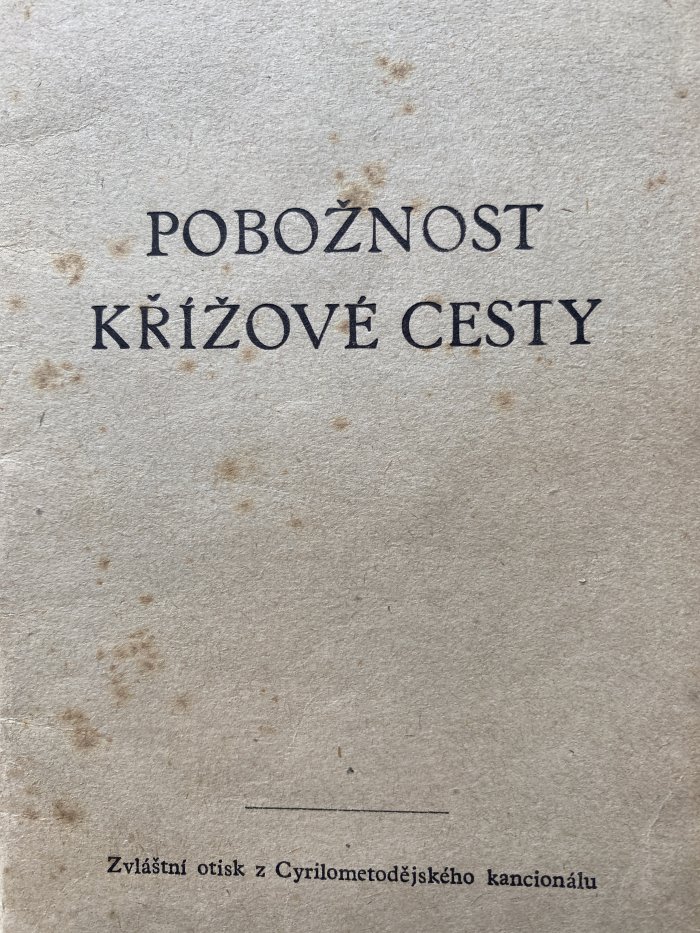 POBOŽNOST
KŘÍŽOVÉ CESTY
Zvláštní otisk z Cyrilometodějského kancionálu